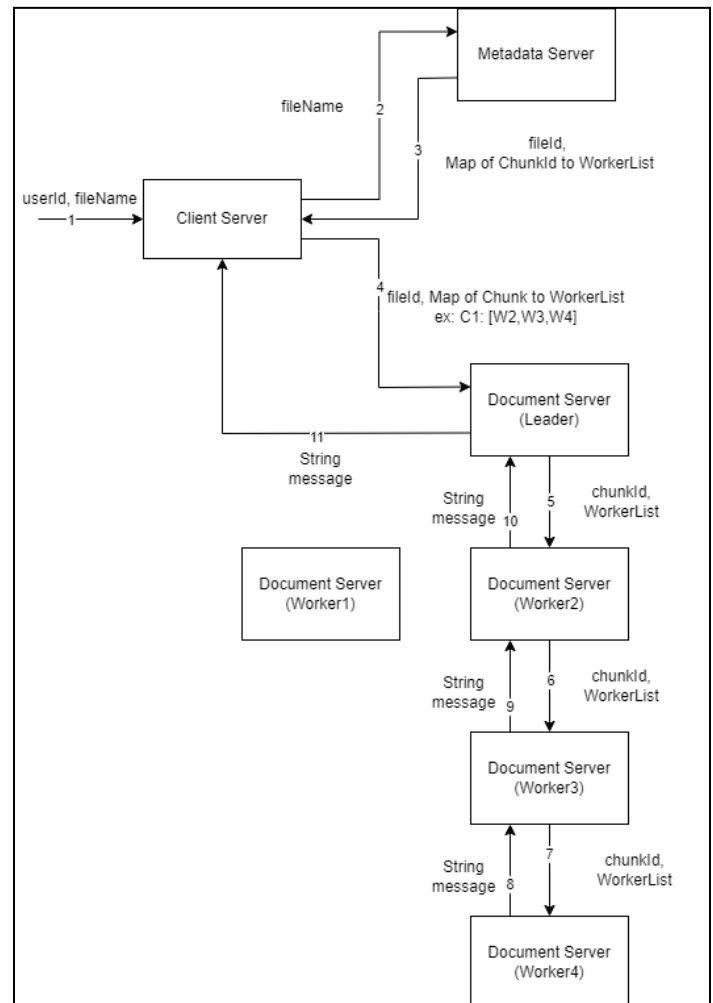 Metadata Server
fileName
2
3
fileId,
Map of ChunkId to WorkerList
userId, fileName
1
Client Server
4
fileId, Map of Chunk to WorkerList
ex: C1: [W2,W3,W4]
Document Server
(Leader)
11
String
message
String
message
10
5
chunkId,
WorkerList
Document Server
(Worker1)
Document Server
(Worker2)
String
message
9
6
chunkId,
WorkerList
Document Server
(Worker3)
String
message
8
7
chunkId,
WorkerList
Document Server
(Worker4)